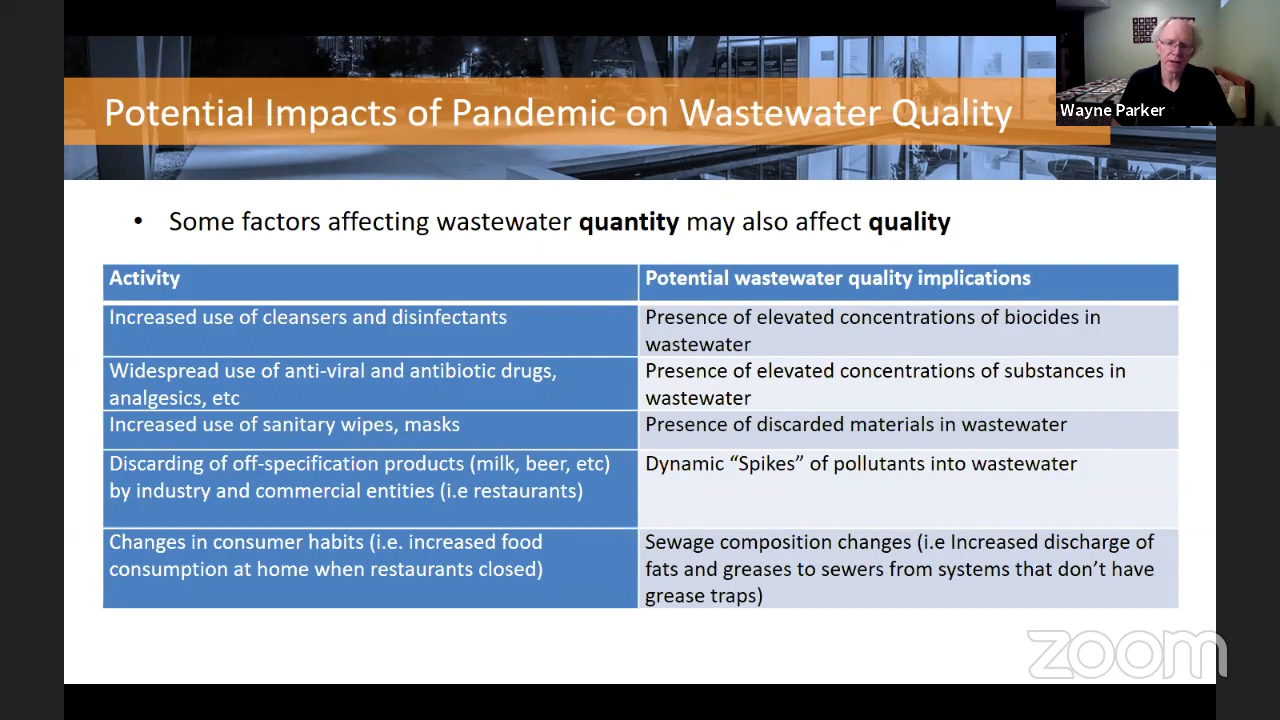 Potential Impacts of Pandemic on Wastewater Quality
Wayne Parker
• Some factors affecting wastewater quantity may also affect quality
Activity
Potential wastewater quality implications
Increased use of cleansers and disinfectants
Presence of elevated concentrations of biocides in
wastewater
Widespread use of anti-viral and antibiotic drugs,
analgesics, etc
Presence of elevated concentrations of substances in
wastewater
Increased use of sanitary wipes, masks
Presence of discarded materials in wastewater
Discarding of off-specification products (milk, beer, etc)
by industry and commercial entities (i.e restaurants)
Dynamic “Spikes” of pollutants into wastewater
Changes in consumer habits (i.e. increased food
consumption at home when restaurants closed)
Sewage composition changes (i.e Increased discharge of
fats and greases to sewers from systems that don’t have
grease traps)
zoom